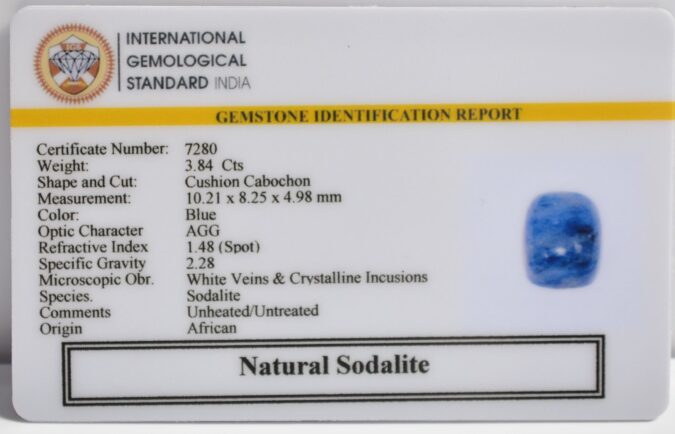 INTERNATIONAL
GEMOLOGICAL
STANDARD INDIA
GEMSTONE IDENTIFICATION REPORT
Certificate Number: 7280
Weight: 3.84 Cts
Shape and Cut: Cushion Cabochon
Measurement: 10.21 x 8.25 x 4.98 mm
Color: Blue
Optic Character AGG
Refractive Index 1.48 (Spot)
Specific Gravity 2.28
Microscopic Obr. White Veins & Crystalline Incusions
Species. Sodalite
Comments Unheated/Untreated
Origin African
Natural Sodalite